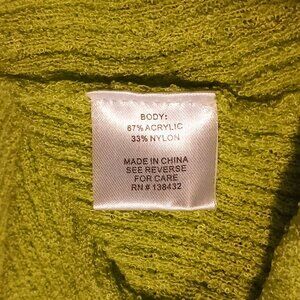 BODY:
67% ACRYLIC
33% NYLON
MADE IN CHINA
SEE REVERSE
FOR CARE
RN # 138432